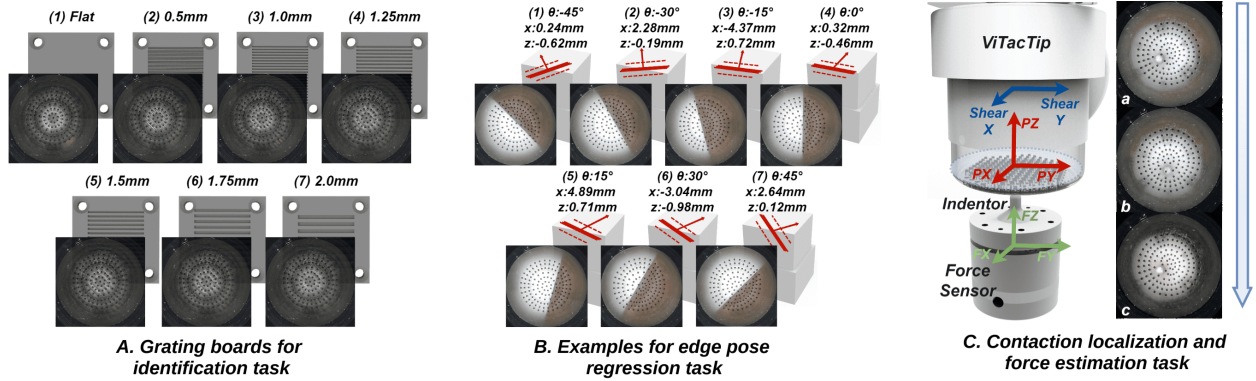 (1) Flat
(2) 0.5mm
(3) 1.0mm
(4) 1.25mm
(5) 1.5mm
(6) 1.75mm
(7) 2.0mm
A. Grating boards for
identification task
(1) θ:-45°
x:0.24mm
z:-0.62mm
(2) θ:-30°
x:2.28mm
z:-0.19mm
(3) θ:-15°
x:-4.37mm
z:0.72mm
(4) θ:0°
x:0.32mm
z:-0.46mm
(5) θ:15°
x:4.89mm
z:0.71mm
(6) θ:30°
x:-3.04mm
z:-0.98mm
(7) θ:45°
x:2.64mm
z:0.12mm
B. Examples for edge pose
regression task
ViTacTip
Shear
X
Shear
Y
PZ
PX
PY
Indentor
FZ
FX
FY
Force
Sensor
a
b
c
C. Contaction localization and
force estimation task